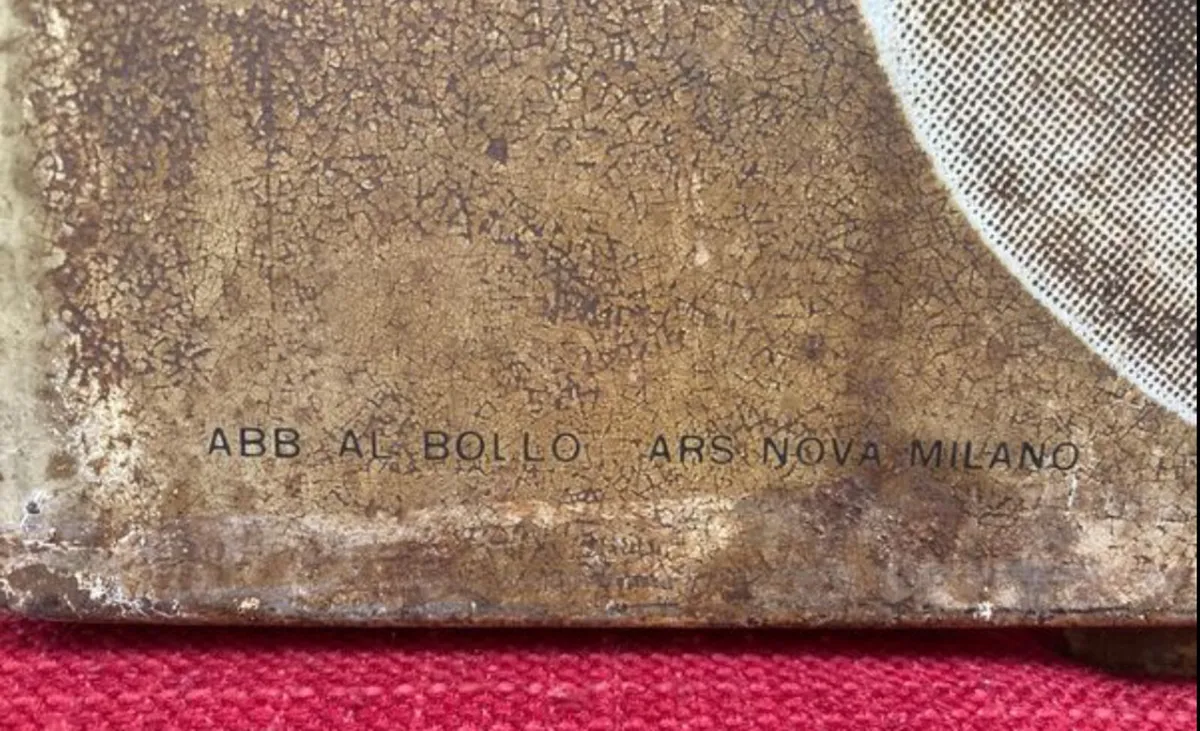 ABB AL BOLLO ARS NOVA MILANO